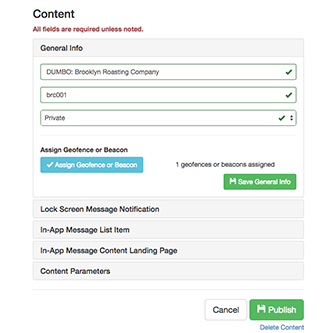 Content
All fields are required unless noted.
General Info
DUMBO: Brooklyn Roasting Company
brc001
Private
Assign Geofence or Beacon
Assign Geofence or Beacon
1 geofences or beacons assigned
Save General Info
Lock Screen Message Notification
In-App Message List Item
In-App Message Content Landing Page
Content Parameters
Cancel
Publish
Delete Content